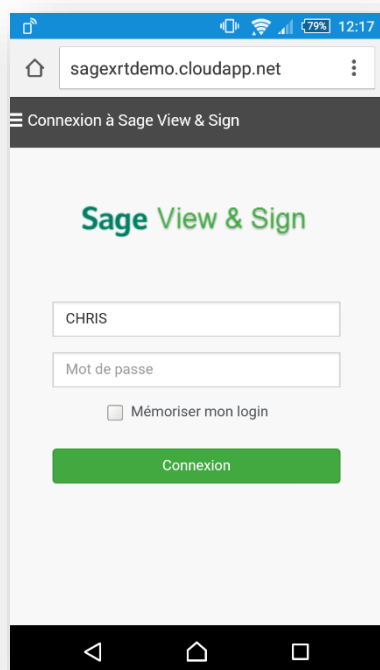 79% 12:17
sagexrtdemo.cloudapp.net
Connexion à Sage View & Sign
Sage View & Sign
CHRIS
Mot de passe
Mémoriser mon login
Connexion